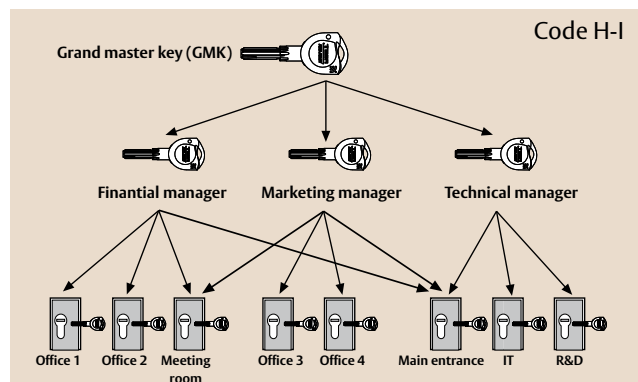 Code H-I
Grand master key (GMK)
Finantial manager
Marketing manager
Technical manager
Office 1
Office 2
Meeting
room
Office 3
Office 4
Main entrance
IT
R&D